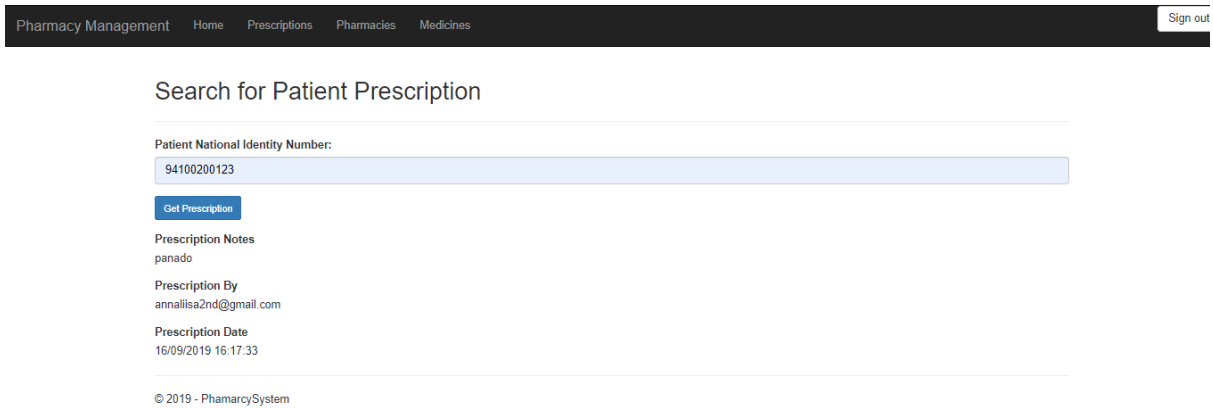 Pharmacy Management Home Prescriptions Pharmacies Medicines Sign out
Search for Patient Prescription
Patient National Identity Number:
94100200123
Get Prescription
Prescription Notes
panado
Prescription By
annaliisa2nd@gmail.com
Prescription Date
16/09/2019 16:17:33
© 2019 - PhamarcySystem